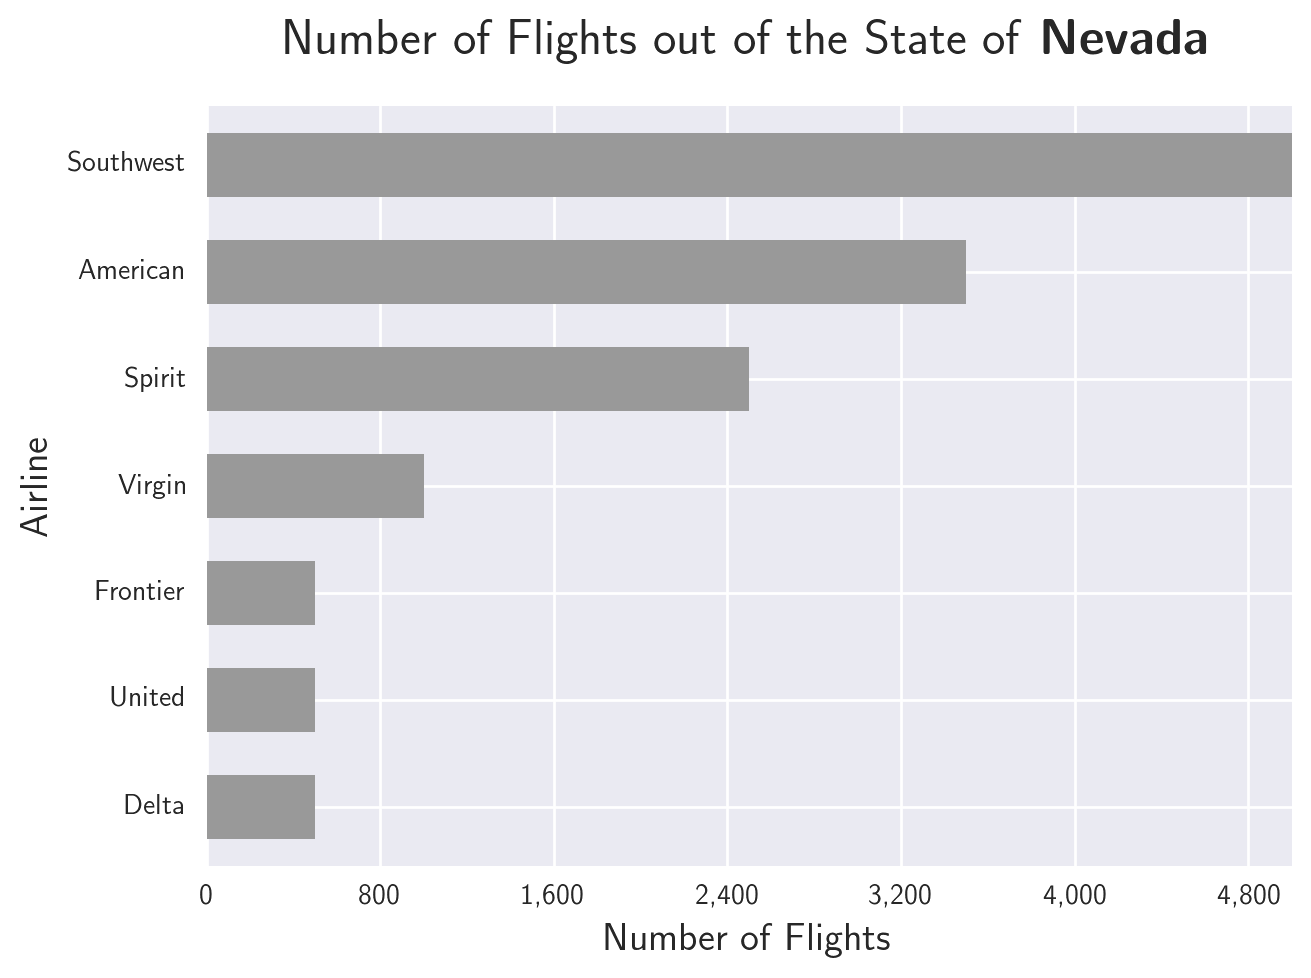 Number of Flights out of the State of Nevada
Southwest
American
Spirit
Virgin
Frontier
United
Delta
Airline
0 800 1,600 2,400 3,200 4,000 4,800
Number of Flights